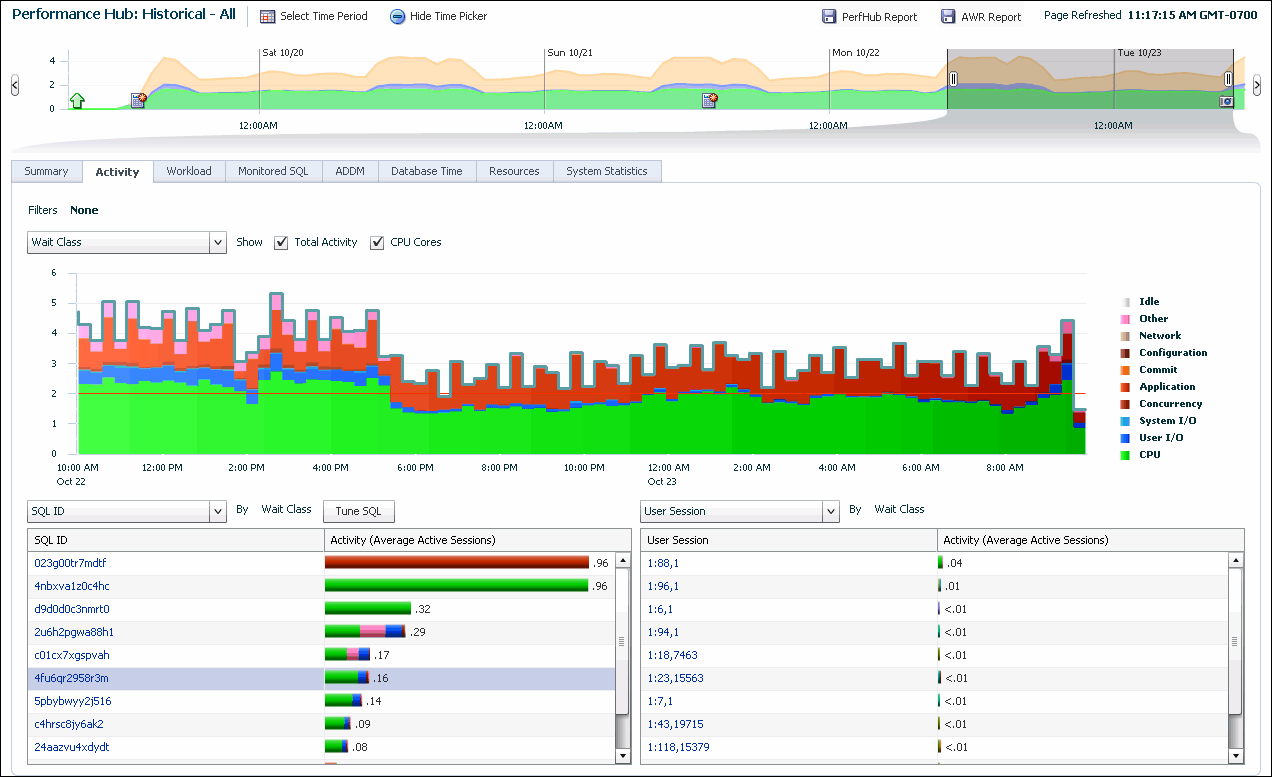 Performance Hub: Historical - All Select Time Period Hide Time Picker PerfHub Report AWR Report Page Refreshed 11:17:15 AM GMT-0700
Sat 10/20 Sun 10/21 Mon 10/22 Tue 10/23
4
2
0
12:00AM 12:00AM 12:00AM 12:00AM
Summary Activity Workload Monitored SQL ADDM Database Time Resources System Statistics
Filters None
Wait Class Show Total Activity CPU Cores
6
5
4
3
2
1
0
10:00 AM 12:00 PM 2:00 PM 4:00 PM 6:00 PM 8:00 PM 10:00 PM 12:00 AM 2:00 AM 4:00 AM 6:00 AM 8:00 AM
Oct 22 Oct 23
Idle
Other
Network
Configuration
Commit
Application
Concurrency
System I/O
User I/O
CPU
SQL ID By Wait Class Tune SQL User Session By Wait Class
SQL ID Activity (Average Active Sessions) User Session Activity (Average Active Sessions)
023g00tr7mdtf .96 1:88,1 .04
4nbxva1z0c4hc .96 1:96,1 .01
d9d0d0c3nmrt0 .32 1:6,1 <.01
2u6h2pgwa88h1 .29 1:94,1 <.01
c01cx7xgspvah .17 1:18,7463 <.01
4fu6qr2958r3m .16 1:23,15563 <.01
5pbybwyy2j516 .14 1:7,1 <.01
c4hrsc8jy6ak2 .09 1:43,19715 <.01
24aazvu4xdydt .08 1:118,15379 <.01